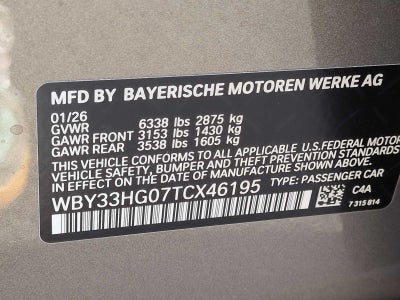 MFD BY BAYERISCHE MOTOREN WERKE AG
01/26
GVWR 6338 lbs 2875 kg
GAWR FRONT 3153 lbs 1430 kg
GAWR REAR 3538 lbs 1605 kg
THIS VEHICLE CONFORMS TO ALL APPLICABLE U.S. FEDERAL MOTOR
VEHICLE SAFETY, BUMPER, AND THEFT PREVENTION STANDARDS
IN EFFECT ON THE DATE OF MANUFACTURE SHOWN ABOVE.
WBY33HG07TCX46195 TYPE: PASSENGER CAR
C4A
7 315 814